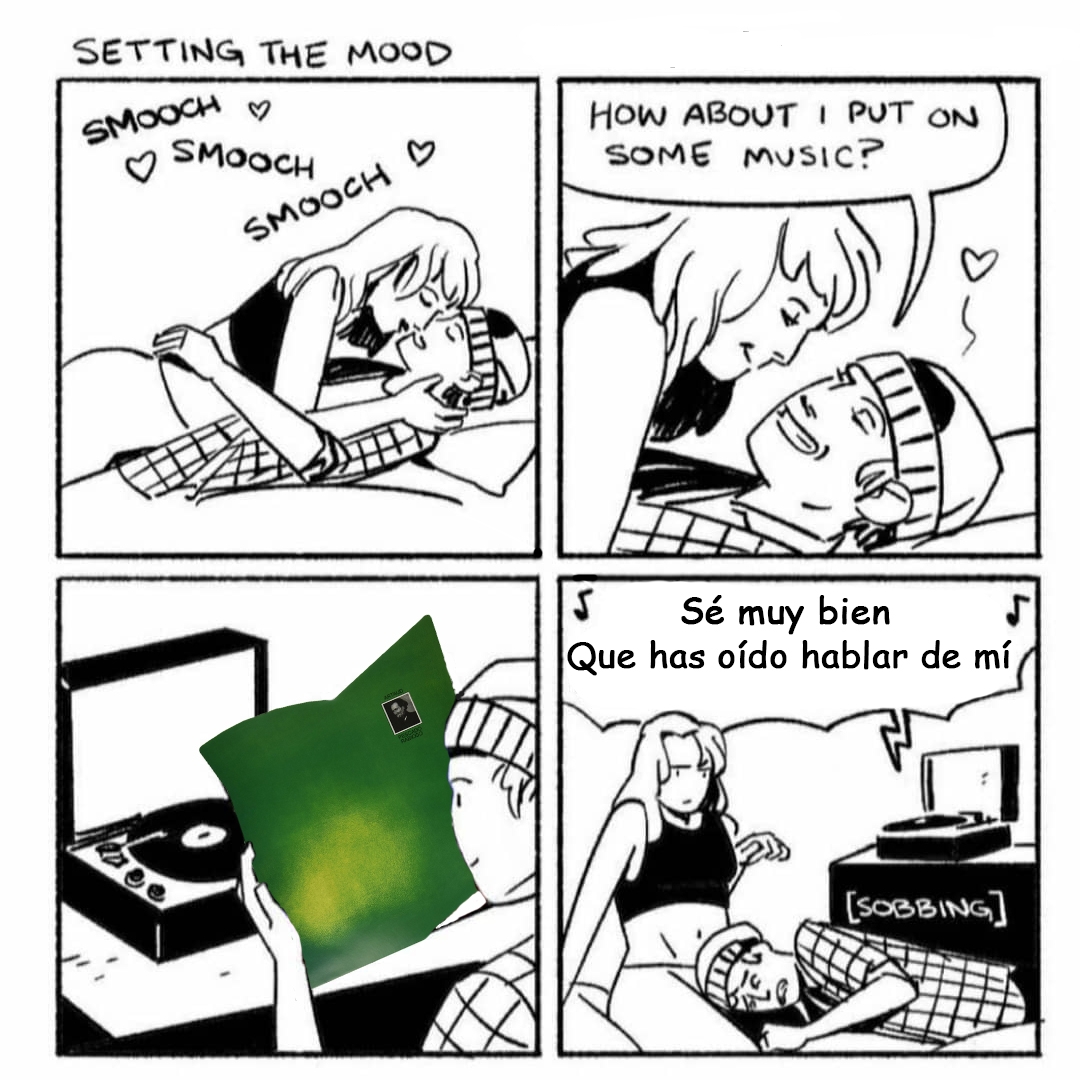 SETTING THE MOOD
SMOOCH
SMOOCH
SMOOCH
HOW ABOUT I PUT ON
SOME MUSIC?
Sé muy bien
Que has oído hablar de mí
[SOBBING]